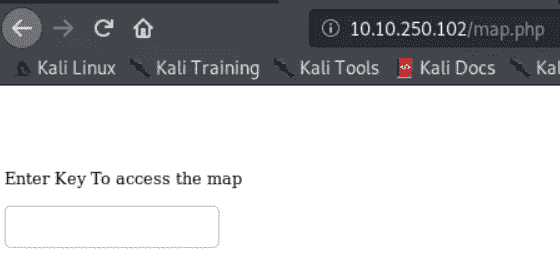 10.10.250.102/map.php
Kali Linux Kali Training Kali Tools Kali Docs
Enter Key To access the map